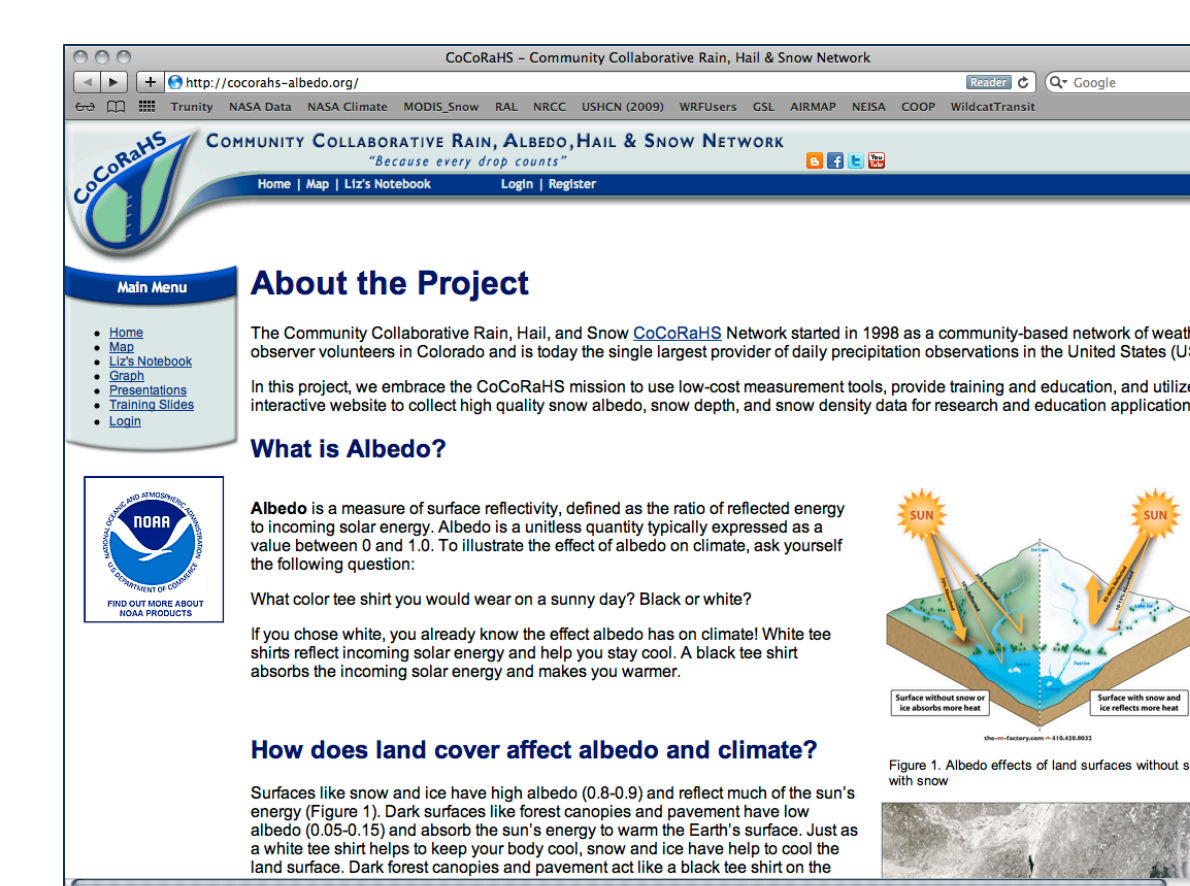 CoCoRaHS – Community Collaborative Rain, Hail & Snow Network
http://cocorahs-albedo.org/
Reader
Google
Trunity NASA Data NASA Climate MODIS_Snow RAL NRCC USHCN (2009) WRFUsers GSL AIRMAP NEISA COOP WildcatTransit
CoCoRaHS
COMMUNITY COLLABORATIVE RAIN, ALBEDO,HAIL & SNOW NETWORK
"Because every drop counts"
You Tube
Home | Map | Liz's Notebook Login | Register
Main Menu
Home
Map
Liz's Notebook
Graph
Presentations
Training Slides
Login
NATIONAL OCEANIC AND ATMOSPHERIC ADMINISTRATION
NOAA
U.S. DEPARTMENT OF COMMERCE
FIND OUT MORE ABOUT
NOAA PRODUCTS
About the Project
The Community Collaborative Rain, Hail, and Snow CoCoRaHS Network started in 1998 as a community-based network of weath
observer volunteers in Colorado and is today the single largest provider of daily precipitation observations in the United States (US
In this project, we embrace the CoCoRaHS mission to use low-cost measurement tools, provide training and education, and utilize
interactive website to collect high quality snow albedo, snow depth, and snow density data for research and education application
What is Albedo?
Albedo is a measure of surface reflectivity, defined as the ratio of reflected energy
to incoming solar energy. Albedo is a unitless quantity typically expressed as a
value between 0 and 1.0. To illustrate the effect of albedo on climate, ask yourself
the following question:
What color tee shirt you would wear on a sunny day? Black or white?
If you chose white, you already know the effect albedo has on climate! White tee
shirts reflect incoming solar energy and help you stay cool. A black tee shirt
absorbs the incoming solar energy and makes you warmer.
SUN
SUN
Surface without snow or
ice absorbs more heat
Surface with snow and
ice reflects more heat
the-m-factory.com 410.420.8032
Figure 1. Albedo effects of land surfaces without s
with snow
How does land cover affect albedo and climate?
Surfaces like snow and ice have high albedo (0.8-0.9) and reflect much of the sun's
energy (Figure 1). Dark surfaces like forest canopies and pavement have low
albedo (0.05-0.15) and absorb the sun's energy to warm the Earth's surface. Just as
a white tee shirt helps to keep your body cool, snow and ice have help to cool the
land surface. Dark forest canopies and pavement act like a black tee shirt on the